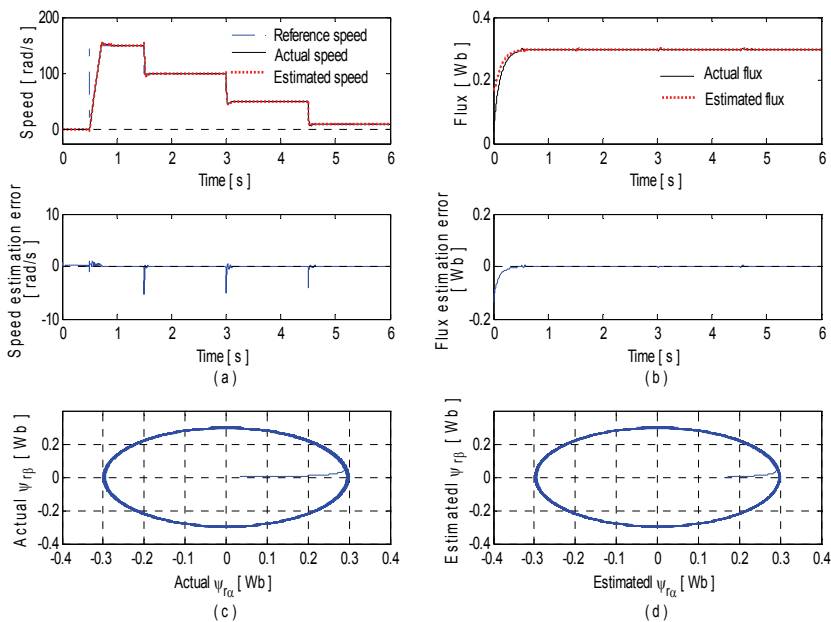 200
100
0
Speed [ rad/s ]
Reference speed
Actual speed
Estimated speed
0 1 2 3 4 5 6
Time [ s ]
0.4
0.2
0
Flux [ Wb ]
Actual flux
Estimated flux
0 1 2 3 4 5 6
Time [ s ]
10
0
-10
Speed estimation error
[ rad/s ]
0 1 2 3 4 5 6
Time [ s ]
( a )
0.2
0
-0.2
Flux estimation error
[ Wb ]
0 1 2 3 4 5 6
Time [ s ]
( b )
0.2
0
-0.2
-0.4
Actual ψrβ [ Wb ]
-0.4 -0.3 -0.2 -0.1 0 0.1 0.2 0.3 0.4
Actual ψrα [ Wb ]
( c )
0.2
0
-0.2
-0.4
Estimatedl ψrβ [ Wb ]
-0.4 -0.3 -0.2 -0.1 0 0.1 0.2 0.3 0.4
Estimatedl ψrα [ Wb ]
( d )